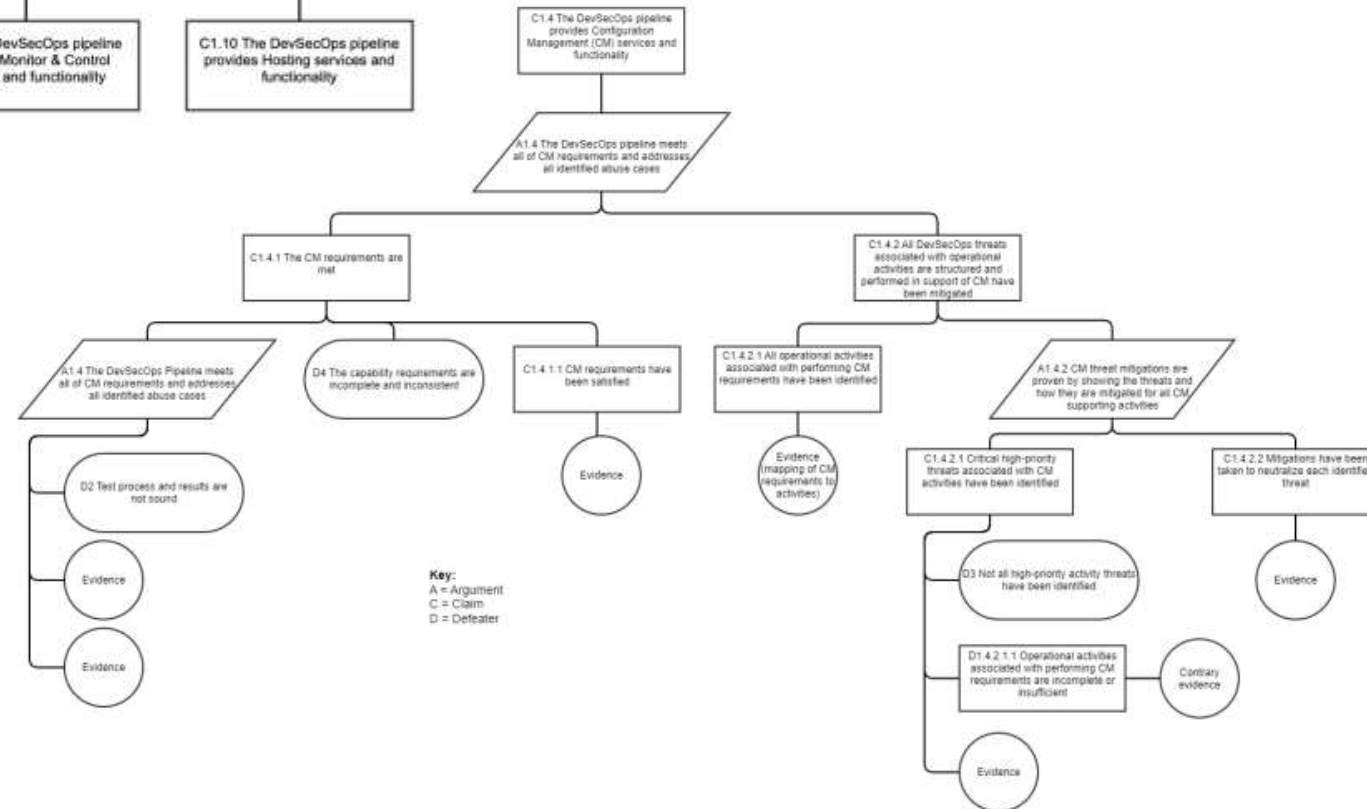 DevSecOps pipeline
Monitor & Control
and functionality
C1.10 The DevSecOps pipeline
provides Hosting services and
functionality
C1.4 The DevSecOps pipeline
provides Configuration
Management (CM) services and
functionality
A1.4 The DevSecOps pipeline meets
all of CM requirements and addresses
all identified abuse cases
C1.4.1 The CM requirements are
met
C1.4.2 All DevSecOps threats
associated with operational
activities are structured and
performed in support of CM have
been mitigated
A1.4 The DevSecOps Pipeline meets
all of CM requirements and addresses
all identified abuse cases
D4 The capability requirements are
incomplete and inconsistent
C1.4.1.1 CM requirements have
been satisfied
C1.4.2.1 All operational activities
associated with performing CM
requirements have been identified
A1.4.2 CM threat mitigations are
proven by showing the threats and
how they are mitigated for all CM
supporting activities
D2 Test process and results are
not sound
Evidence
Evidence
Evidence
Evidence
(mapping of CM
requirements to
activities)
C1.4.2.1 Critical high-priority
threats associated with CM
activities have been identified
C1.4.2.2 Mitigations have been
taken to neutralize each identifie
threat
D3 Not all high-priority activity threats
have been identified
Evidence
D1.4.2.1.1 Operational activities
associated with performing CM
requirements are incomplete or
insufficient
Contrary
evidence
Evidence
Key:
A = Argument
C = Claim
D = Defeater